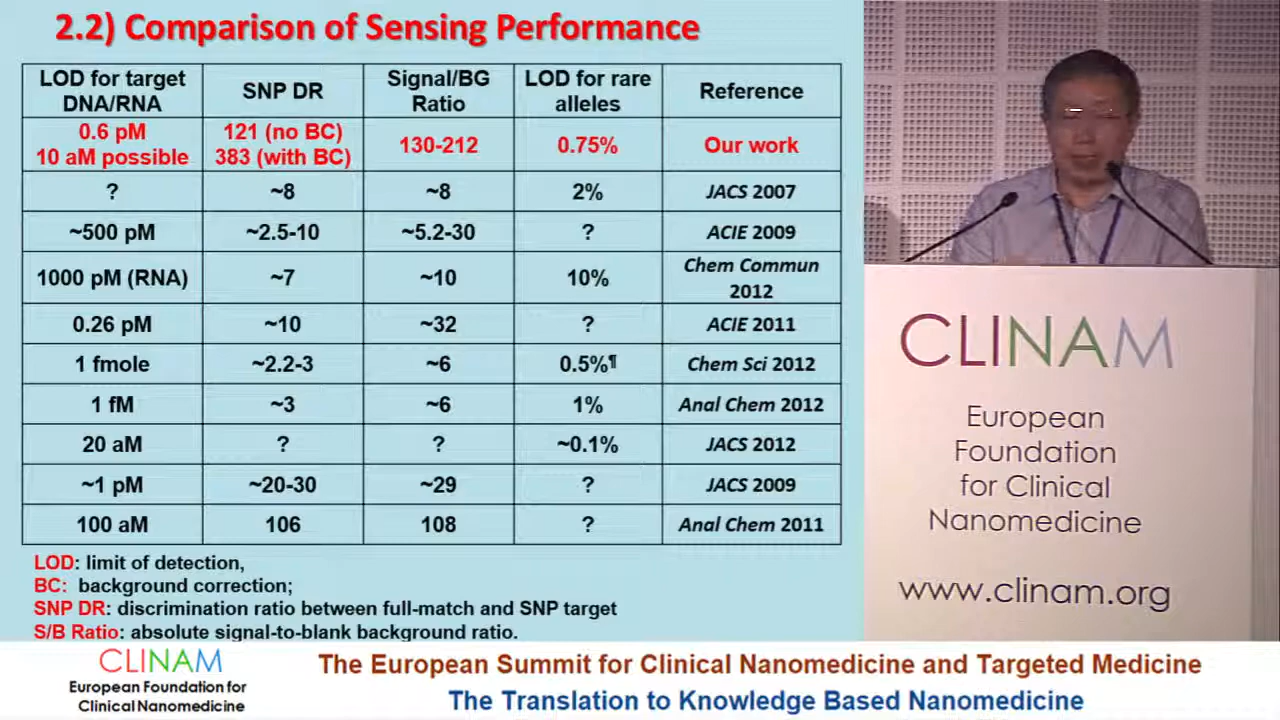 2.2) Comparison of Sensing Performance
LOD for target DNA/RNA SNP DR Signal/BG Ratio LOD for rare alleles Reference
0.6 pM 10 aM possible 121 (no BC) 383 (with BC) 130-212 0.75% Our work
? ~8 ~8 2% JACS 2007
~500 pM ~2.5-10 ~5.2-30 ? ACIE 2009
1000 pM (RNA) ~7 ~10 10% Chem Commun 2012
0.26 pM ~10 ~32 ? ACIE 2011
1 fmole ~2.2-3 ~6 0.5%¶ Chem Sci 2012
1 fM ~3 ~6 1% Anal Chem 2012
20 aM ? ? ~0.1% JACS 2012
~1 pM ~20-30 ~29 ? JACS 2009
100 aM 106 108 ? Anal Chem 2011
LOD: limit of detection,
BC: background correction;
SNP DR: discrimination ratio between full-match and SNP target
S/B Ratio: absolute signal-to-blank background ratio.
CLINAM
European
Foundation
for Clinical
Nanomedicine
www.clinam.org
CLINAM
European Foundation for
Clinical Nanomedicine
The European Summit for Clinical Nanomedicine and Targeted Medicine
The Translation to Knowledge Based Nanomedicine